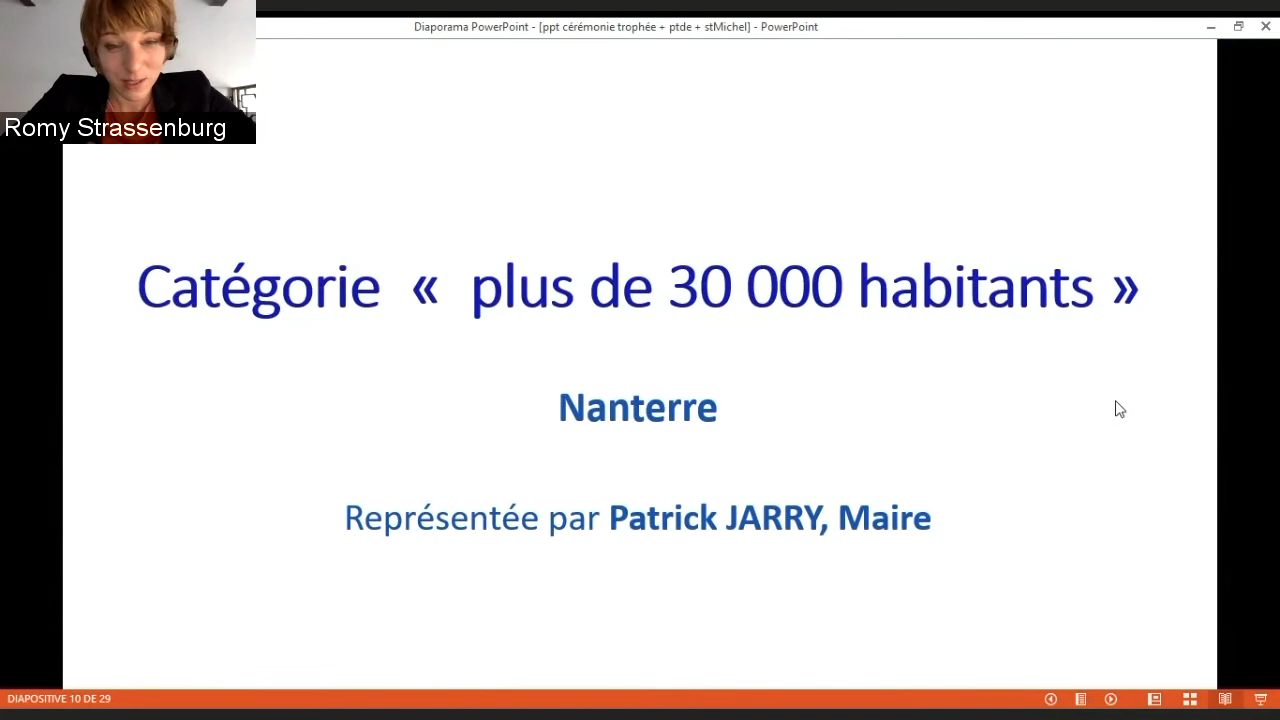 Diaporama PowerPoint - [ppt cérémonie trophée + ptde + stMichel] - PowerPoint
Romy Strassenburg
Catégorie « plus de 30 000 habitants »
Nanterre
Représentée par Patrick JARRY, Maire
DIAPOSITIVE 10 DE 29